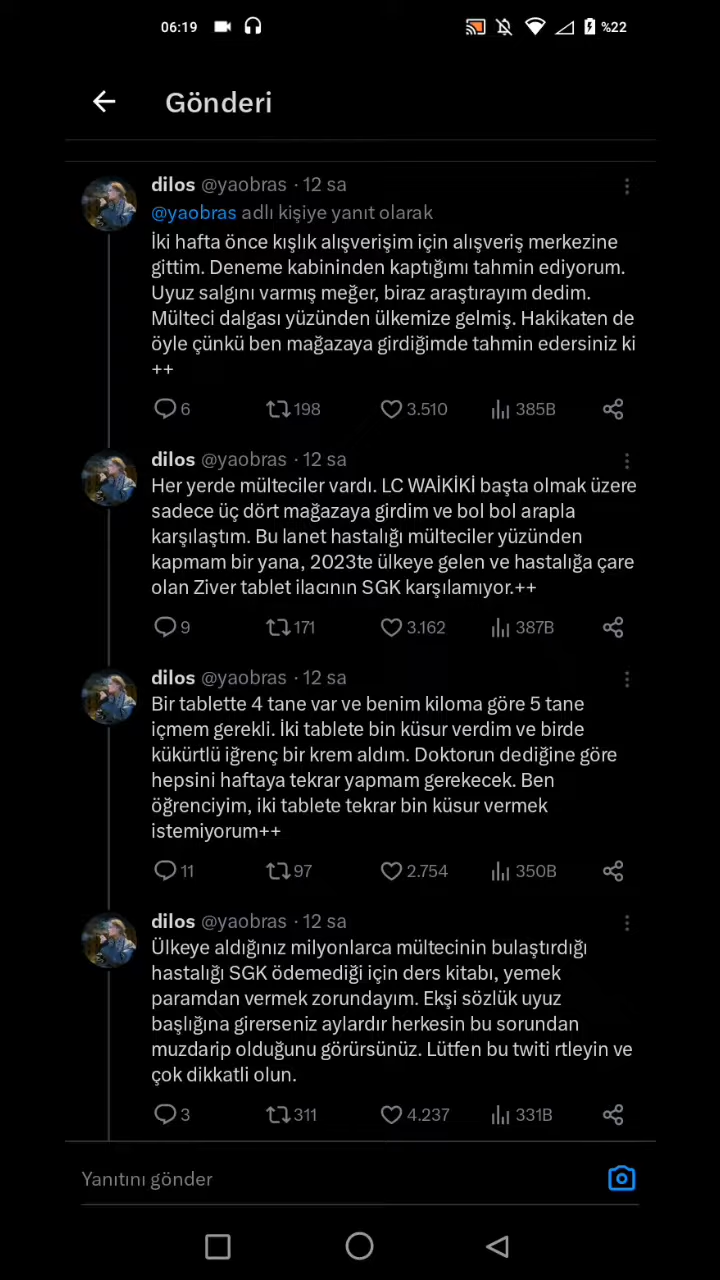 06:19
%22
Gönderi
dilos @yaobras · 12 sa
@yaobras adlı kişiye yanıt olarak
İki hafta önce kışlık alışverişim için alışveriş merkezine
gittim. Deneme kabininden kaptığımı tahmin ediyorum.
Uyuz salgını varmış meğer, biraz araştırayım dedim.
Mülteci dalgası yüzünden ülkemize gelmiş. Hakikaten de
öyle çünkü ben mağazaya girdiğimde tahmin edersiniz ki
++
6 198 3.510 385B
dilos @yaobras · 12 sa
Her yerde mülteciler vardı. LC WAİKİKİ başta olmak üzere
sadece üç dört mağazaya girdim ve bol bol arapla
karşılaştım. Bu lanet hastalığı mülteciler yüzünden
kapmam bir yana, 2023te ülkeye gelen ve hastalığa çare
olan Ziver tablet ilacının SGK karşılamıyor.++
9 171 3.162 387B
dilos @yaobras · 12 sa
Bir tablette 4 tane var ve benim kiloma göre 5 tane
içmem gerekli. İki tablete bin küsur verdim ve birde
kükürtlü iğrenç bir krem aldım. Doktorun dediğine göre
hepsini haftaya tekrar yapmam gerekecek. Ben
öğrenciyim, iki tablete tekrar bin küsur vermek
istemiyorum++
11 97 2.754 350B
dilos @yaobras · 12 sa
Ülkeye aldığınız milyonlarca mültecinin bulaştırdığı
hastalığı SGK ödemediği için ders kitabı, yemek
paramdan vermek zorundayım. Ekşi sözlük uyuz
başlığına girerseniz aylardır herkesin bu sorundan
muzdarip olduğunu görürsünüz. Lütfen bu twiti rtleyin ve
çok dikkatli olun.
3 311 4.237 331B
Yanıtını gönder